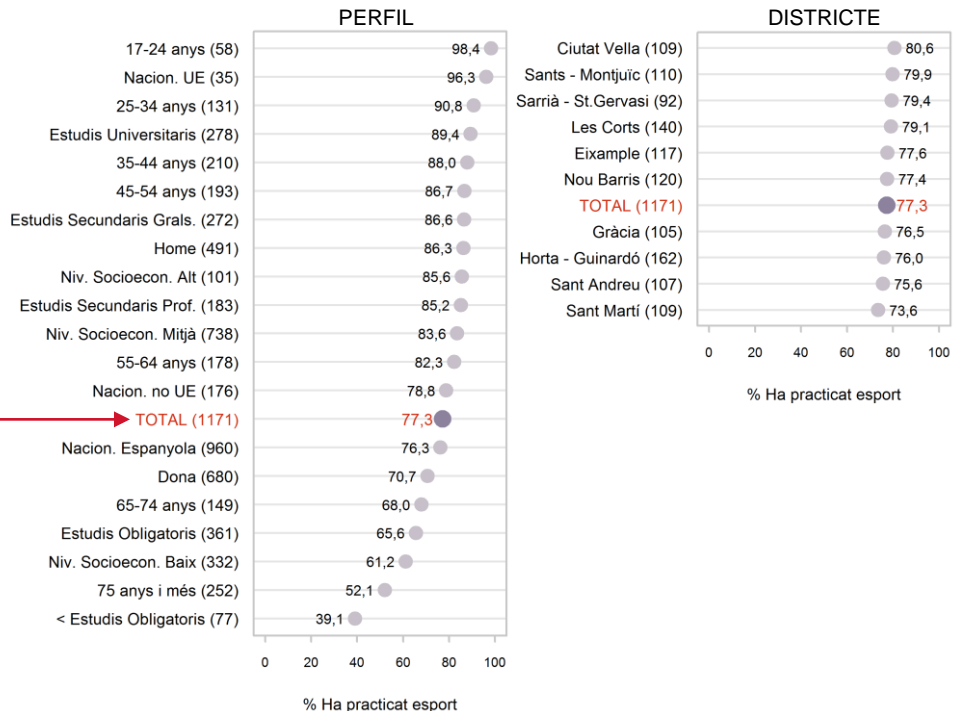 PERFIL
17-24 anys (58) 98,4
Nacion. UE (35) 96,3
25-34 anys (131) 90,8
Estudis Universitaris (278) 89,4
35-44 anys (210) 88,0
45-54 anys (193) 86,7
Estudis Secundaris Grals. (272) 86,6
Home (491) 86,3
Niv. Socioecon. Alt (101) 85,6
Estudis Secundaris Prof. (183) 85,2
Niv. Socioecon. Mitjà (738) 83,6
55-64 anys (178) 82,3
Nacion. no UE (176) 78,8
TOTAL (1171) 77,3
Nacion. Espanyola (960) 76,3
Dona (680) 70,7
65-74 anys (149) 68,0
Estudis Obligatoris (361) 65,6
Niv. Socioecon. Baix (332) 61,2
75 anys i més (252) 52,1
< Estudis Obligatoris (77) 39,1
0 20 40 60 80 100
% Ha practicat esport
DISTRICTE
Ciutat Vella (109) 80,6
Sants - Montjuïc (110) 79,9
Sarrià - St.Gervasi (92) 79,4
Les Corts (140) 79,1
Eixample (117) 77,6
Nou Barris (120) 77,4
TOTAL (1171) 77,3
Gràcia (105) 76,5
Horta - Guinardó (162) 76,0
Sant Andreu (107) 75,6
Sant Martí (109) 73,6
0 20 40 60 80 100
% Ha practicat esport